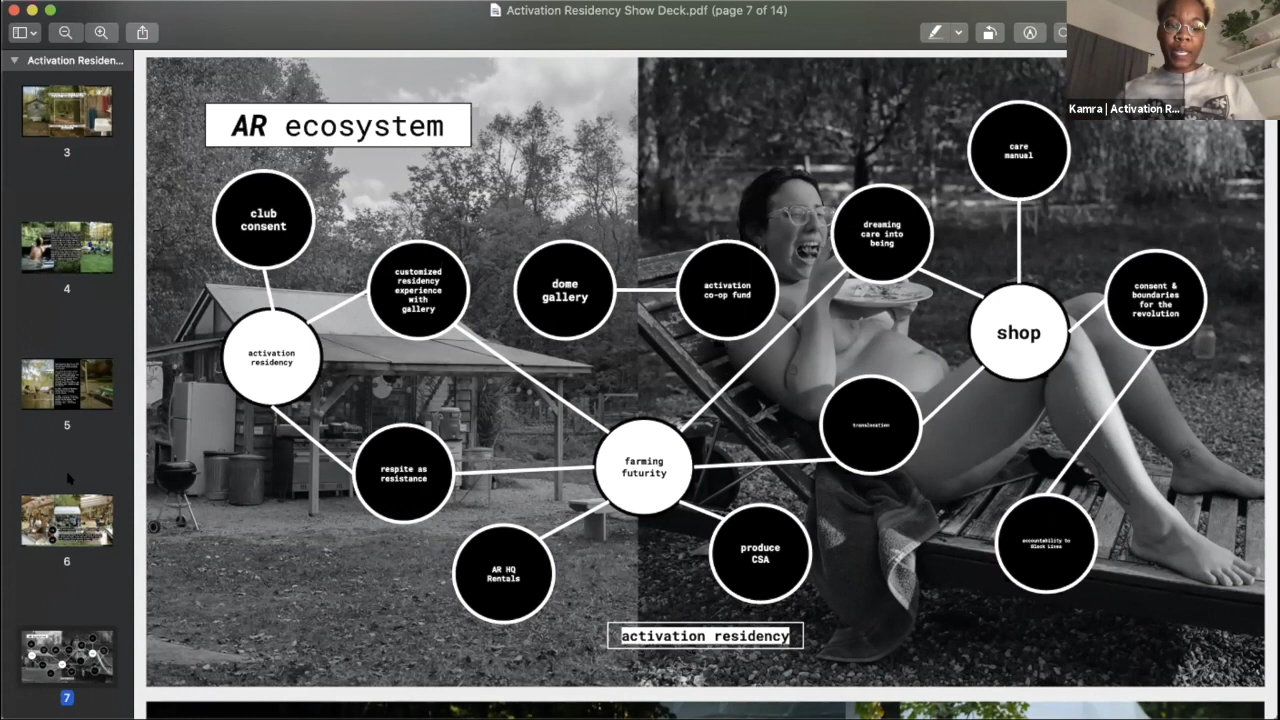 Activation Residency Show Deck.pdf (page 7 of 14)
Activation Residen...
3
4
5
6
7
Kamra | Activation R...
AR ecosystem
club
consent
customized
residency
experience
with
gallery
dome
gallery
activation
co-op fund
dreaming
care into
being
care
manual
shop
consent &
boundaries
for the
revolution
activation
residency
respite as
resistance
farming
futurity
translocation
AR HQ
Rentals
produce
CSA
accountability to
Black Lives
activation residency